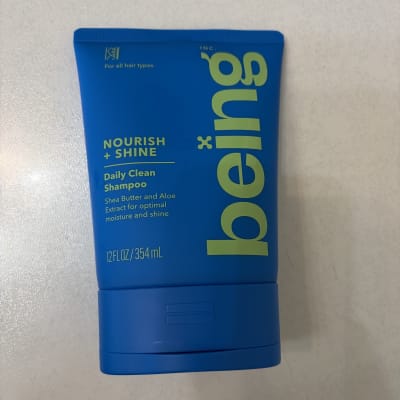 For all hair types
INC.
being
NOURISH
+ SHINE
Daily Clean
Shampoo
Shea Butter and Aloe
Extract for optimal
moisture and shine
12 FL OZ / 354 mL